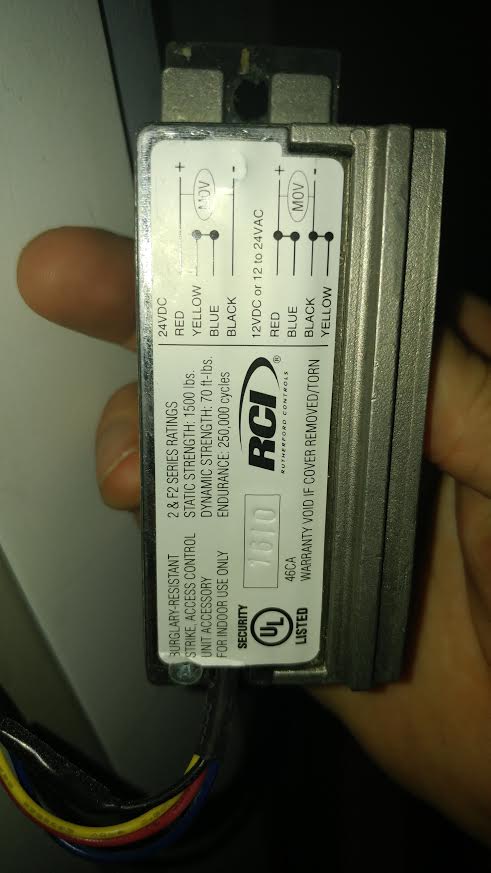 BURGLARY-RESISTANT
STRIKE, ACCESS CONTROL
UNIT ACCESSORY
FOR INDOOR USE ONLY
SECURITY
UL
LISTED
46CA
1610
2 & F2 SERIES RATINGS
STATIC STRENGTH: 1500 lbs.
DYNAMIC STRENGTH: 70 ft-lbs.
ENDURANCE: 250,000 cycles
RCI®
RUTHERFORD CONTROLS
WARRANTY VOID IF COVER REMOVED/TORN
24VDC
RED +
YELLOW
BLUE
BLACK -
MOV
12VDC or 12 to 24VAC
RED +
BLUE
BLACK
YELLOW -
MOV